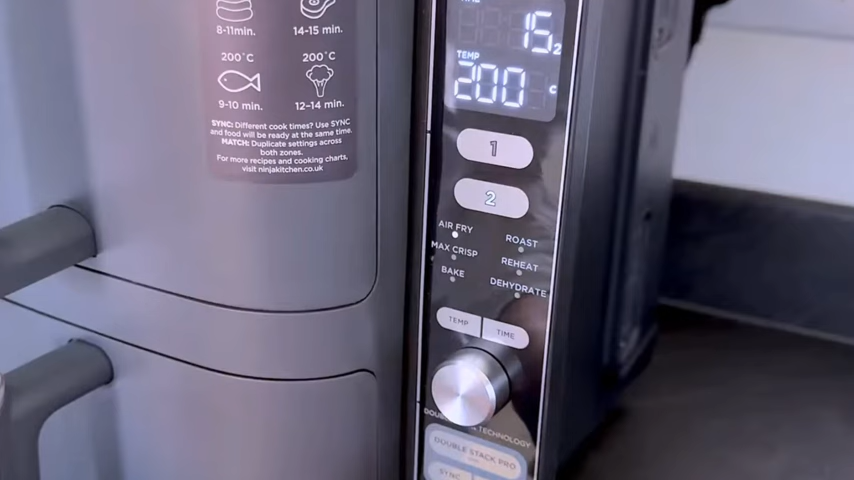 8-11min.
14-15 min.
200°C
200°C
9-10 min.
12-14 min.
SYNC: Different cook times? Use SYNC
and food will be ready at the same time.
MATCH: Duplicate settings across
both zones.
For more recipes and cooking charts,
visit ninjakitchen.co.uk
15
2
TEMP
200 C
1
2
AIR FRY
MAX CRISP
BAKE
ROAST
REHEAT
DEHYDRATE
TEMP
TIME
TECHNOLOGY
DOUBLE STACK PRO
SYNC